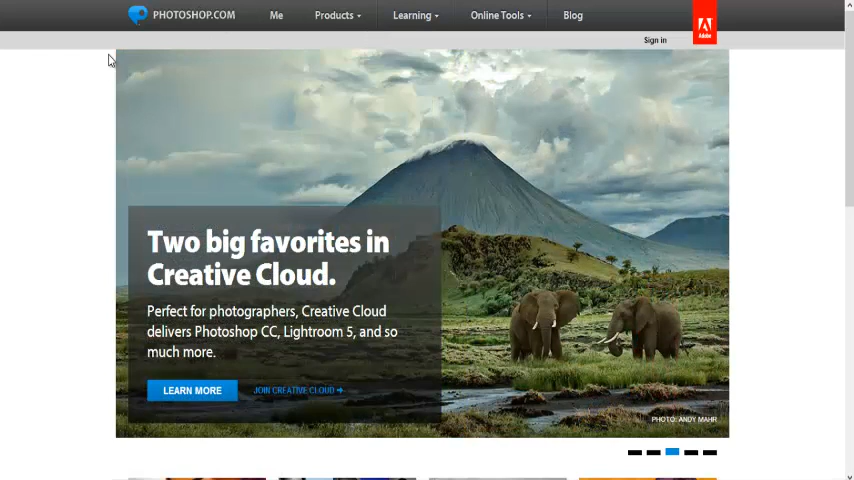 PHOTOSHOP.COM Me Products Learning Online Tools Blog
Sign in
Adobe
Two big favorites in
Creative Cloud.
Perfect for photographers, Creative Cloud
delivers Photoshop CC, Lightroom 5, and so
much more.
LEARN MORE JOIN CREATIVE CLOUD
PHOTO: ANDY MAHR